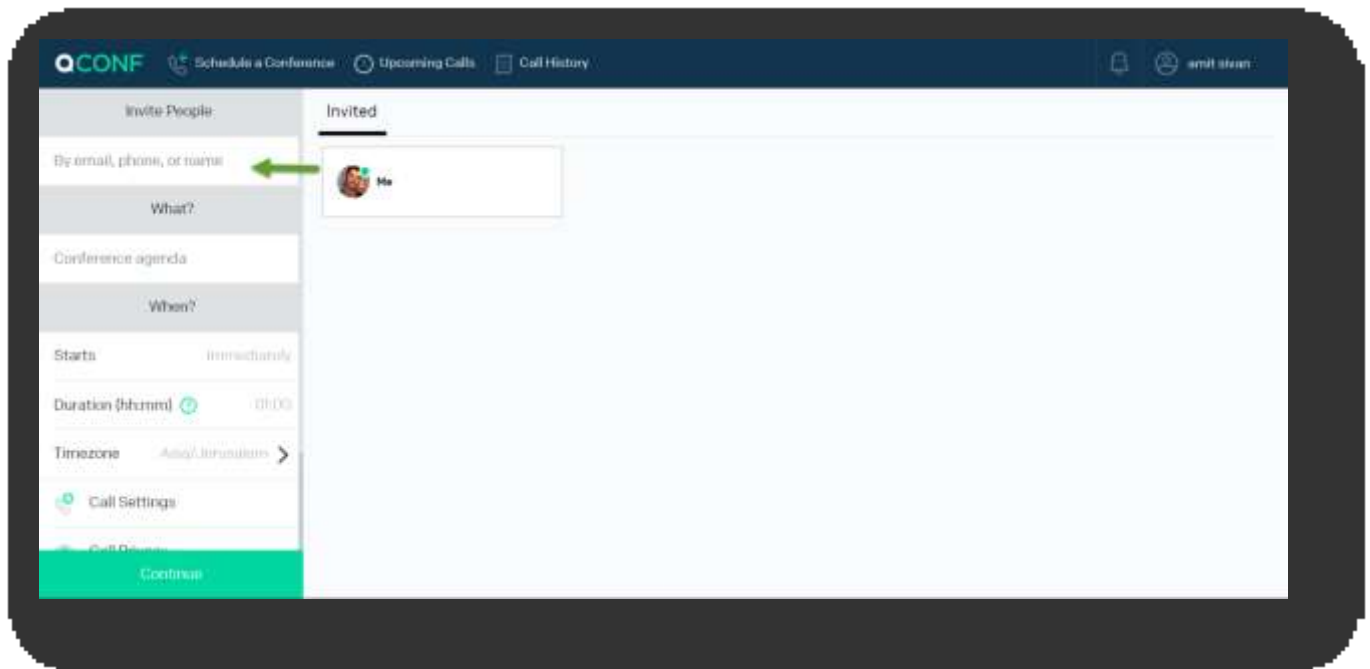 QCONF Schedule a Conference Upcoming Calls Call History amit sivan
Invite People
Invited
By email, phone, or name
Me
What?
Conference agenda
When?
Starts Immediately
Duration (hh:mm) ? 01:00
Timezone Asia/Jerusalem
Call Settings
Call
Continue